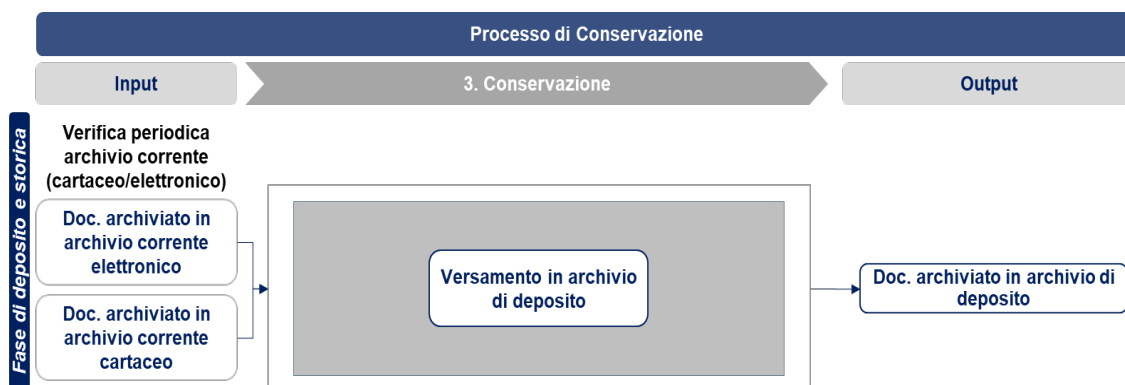 Processo di Conservazione
Input
3. Conservazione
Output
Fase di deposito e storica
Verifica periodica
archivio corrente
(cartaceo/elettronico)
Doc. archiviato in
archivio corrente
elettronico
Doc. archiviato in
archivio corrente
cartaceo
Versamento in archivio
di deposito
Doc. archiviato in archivio di
deposito